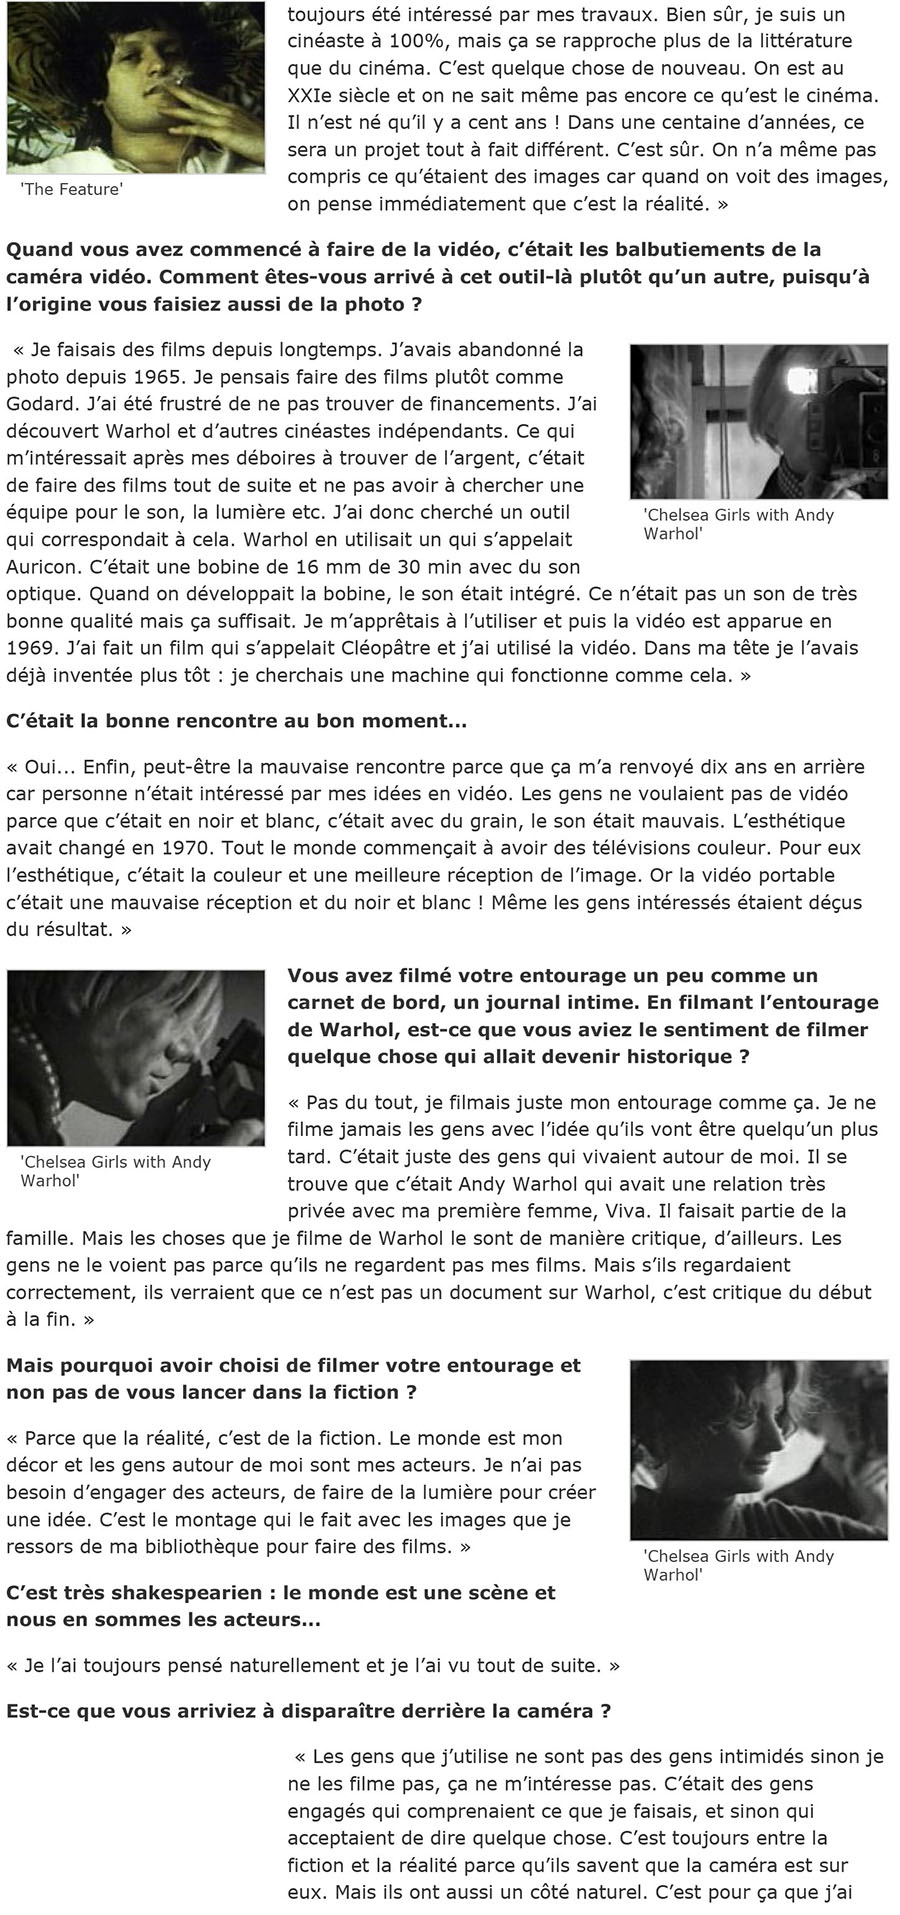 toujours été intéressé par mes travaux. Bien sûr, je suis un
cinéaste à 100%, mais ça se rapproche plus de la littérature
que du cinéma. C’est quelque chose de nouveau. On est au
XXIe siècle et on ne sait même pas encore ce qu’est le cinéma.
Il n’est né qu’il y a cent ans ! Dans une centaine d’années, ce
sera un projet tout à fait différent. C’est sûr. On n’a même pas
compris ce qu’étaient des images car quand on voit des images,
on pense immédiatement que c’est la réalité. »
'The Feature'
Quand vous avez commencé à faire de la vidéo, c’était les balbutiements de la
caméra vidéo. Comment êtes-vous arrivé à cet outil-là plutôt qu’un autre, puisqu’à
l’origine vous faisiez aussi de la photo ?
« Je faisais des films depuis longtemps. J’avais abandonné la
photo depuis 1965. Je pensais faire des films plutôt comme
Godard. J’ai été frustré de ne pas trouver de financements. J’ai
découvert Warhol et d’autres cinéastes indépendants. Ce qui
m’intéressait après mes déboires à trouver de l’argent, c’était
de faire des films tout de suite et ne pas avoir à chercher une
équipe pour le son, la lumière etc. J’ai donc cherché un outil
qui correspondait à cela. Warhol en utilisait un qui s’appelait
Auricon. C’était une bobine de 16 mm de 30 min avec du son
optique. Quand on développait la bobine, le son était intégré. Ce n’était pas un son de très
bonne qualité mais ça suffisait. Je m’apprêtais à l’utiliser et puis la vidéo est apparue en
1969. J’ai fait un film qui s’appelait Cléopâtre et j’ai utilisé la vidéo. Dans ma tête je l’avais
déjà inventée plus tôt : je cherchais une machine qui fonctionne comme cela. »
'Chelsea Girls with Andy
Warhol'
C’était la bonne rencontre au bon moment...
« Oui... Enfin, peut-être la mauvaise rencontre parce que ça m’a renvoyé dix ans en arrière
car personne n’était intéressé par mes idées en vidéo. Les gens ne voulaient pas de vidéo
parce que c’était en noir et blanc, c’était avec du grain, le son était mauvais. L’esthétique
avait changé en 1970. Tout le monde commençait à avoir des télévisions couleur. Pour eux
l’esthétique, c’était la couleur et une meilleure réception de l’image. Or la vidéo portable
c’était une mauvaise réception et du noir et blanc ! Même les gens intéressés étaient déçus
du résultat. »
Vous avez filmé votre entourage un peu comme un
carnet de bord, un journal intime. En filmant l’entourage
de Warhol, est-ce que vous aviez le sentiment de filmer
quelque chose qui allait devenir historique ?
'Chelsea Girls with Andy
Warhol'
« Pas du tout, je filmais juste mon entourage comme ça. Je ne
filme jamais les gens avec l’idée qu’ils vont être quelqu’un plus
tard. C’était juste des gens qui vivaient autour de moi. Il se
trouve que c’était Andy Warhol qui avait une relation très
privée avec ma première femme, Viva. Il faisait partie de la
famille. Mais les choses que je filme de Warhol le sont de manière critique, d’ailleurs. Les
gens ne le voient pas parce qu’ils ne regardent pas mes films. Mais s’ils regardaient
correctement, ils verraient que ce n’est pas un document sur Warhol, c’est critique du début
à la fin. »
Mais pourquoi avoir choisi de filmer votre entourage et
non pas de vous lancer dans la fiction ?
« Parce que la réalité, c’est de la fiction. Le monde est mon
décor et les gens autour de moi sont mes acteurs. Je n’ai pas
besoin d’engager des acteurs, de faire de la lumière pour créer
une idée. C’est le montage qui le fait avec les images que je
ressors de ma bibliothèque pour faire des films. »
'Chelsea Girls with Andy
Warhol'
C’est très shakespearien : le monde est une scène et
nous en sommes les acteurs...
« Je l’ai toujours pensé naturellement et je l’ai vu tout de suite. »
Est-ce que vous arriviez à disparaître derrière la caméra ?
« Les gens que j’utilise ne sont pas des gens intimidés sinon je
ne les filme pas, ça ne m’intéresse pas. C’était des gens
engagés qui comprenaient ce que je faisais, et sinon qui
acceptaient de dire quelque chose. C’est toujours entre la
fiction et la réalité parce qu’ils savent que la caméra est sur
eux. Mais ils ont aussi un côté naturel. C’est pour ça que j’ai